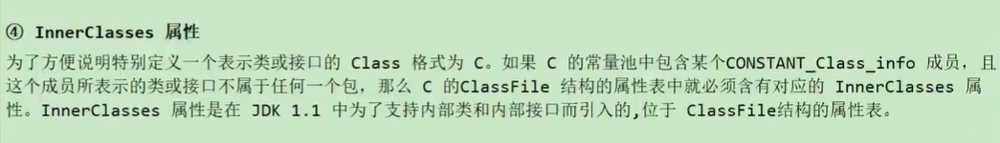 ④ InnerClasses 属性
为了方便说明特别定义一个表示类或接口的 Class 格式为 C。如果 C 的常量池中包含某个CONSTANT_Class_info 成员，且
这个成员所表示的类或接口不属于任何一个包，那么 C 的ClassFile 结构的属性表中就必须含有对应的 InnerClasses 属
性。InnerClasses 属性是在 JDK 1.1 中为了支持内部类和内部接口而引入的,位于 ClassFile结构的属性表。